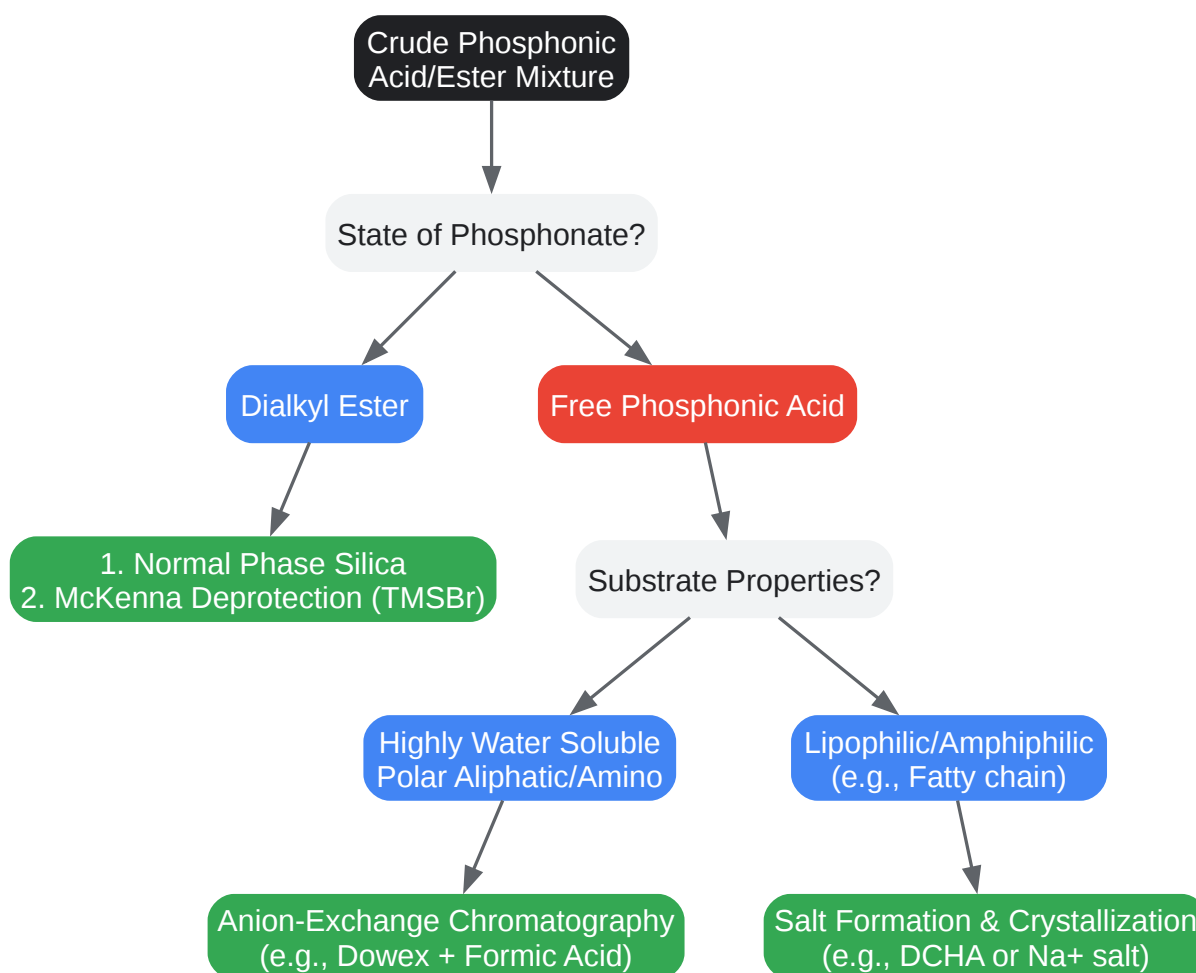 Crude Phosphonic
Acid/Ester Mixture
State of Phosphonate?
Dialkyl Ester
Free Phosphonic Acid
1. Normal Phase Silica
2. McKenna Deprotection (TMSBr)
Substrate Properties?
Highly Water Soluble
Polar Aliphatic/Amino
Lipophilic/Amphiphilic
(e.g., Fatty chain)
Anion-Exchange Chromatography
(e.g., Dowex + Formic Acid)
Salt Formation & Crystallization
(e.g., DCHA or Na+ salt)